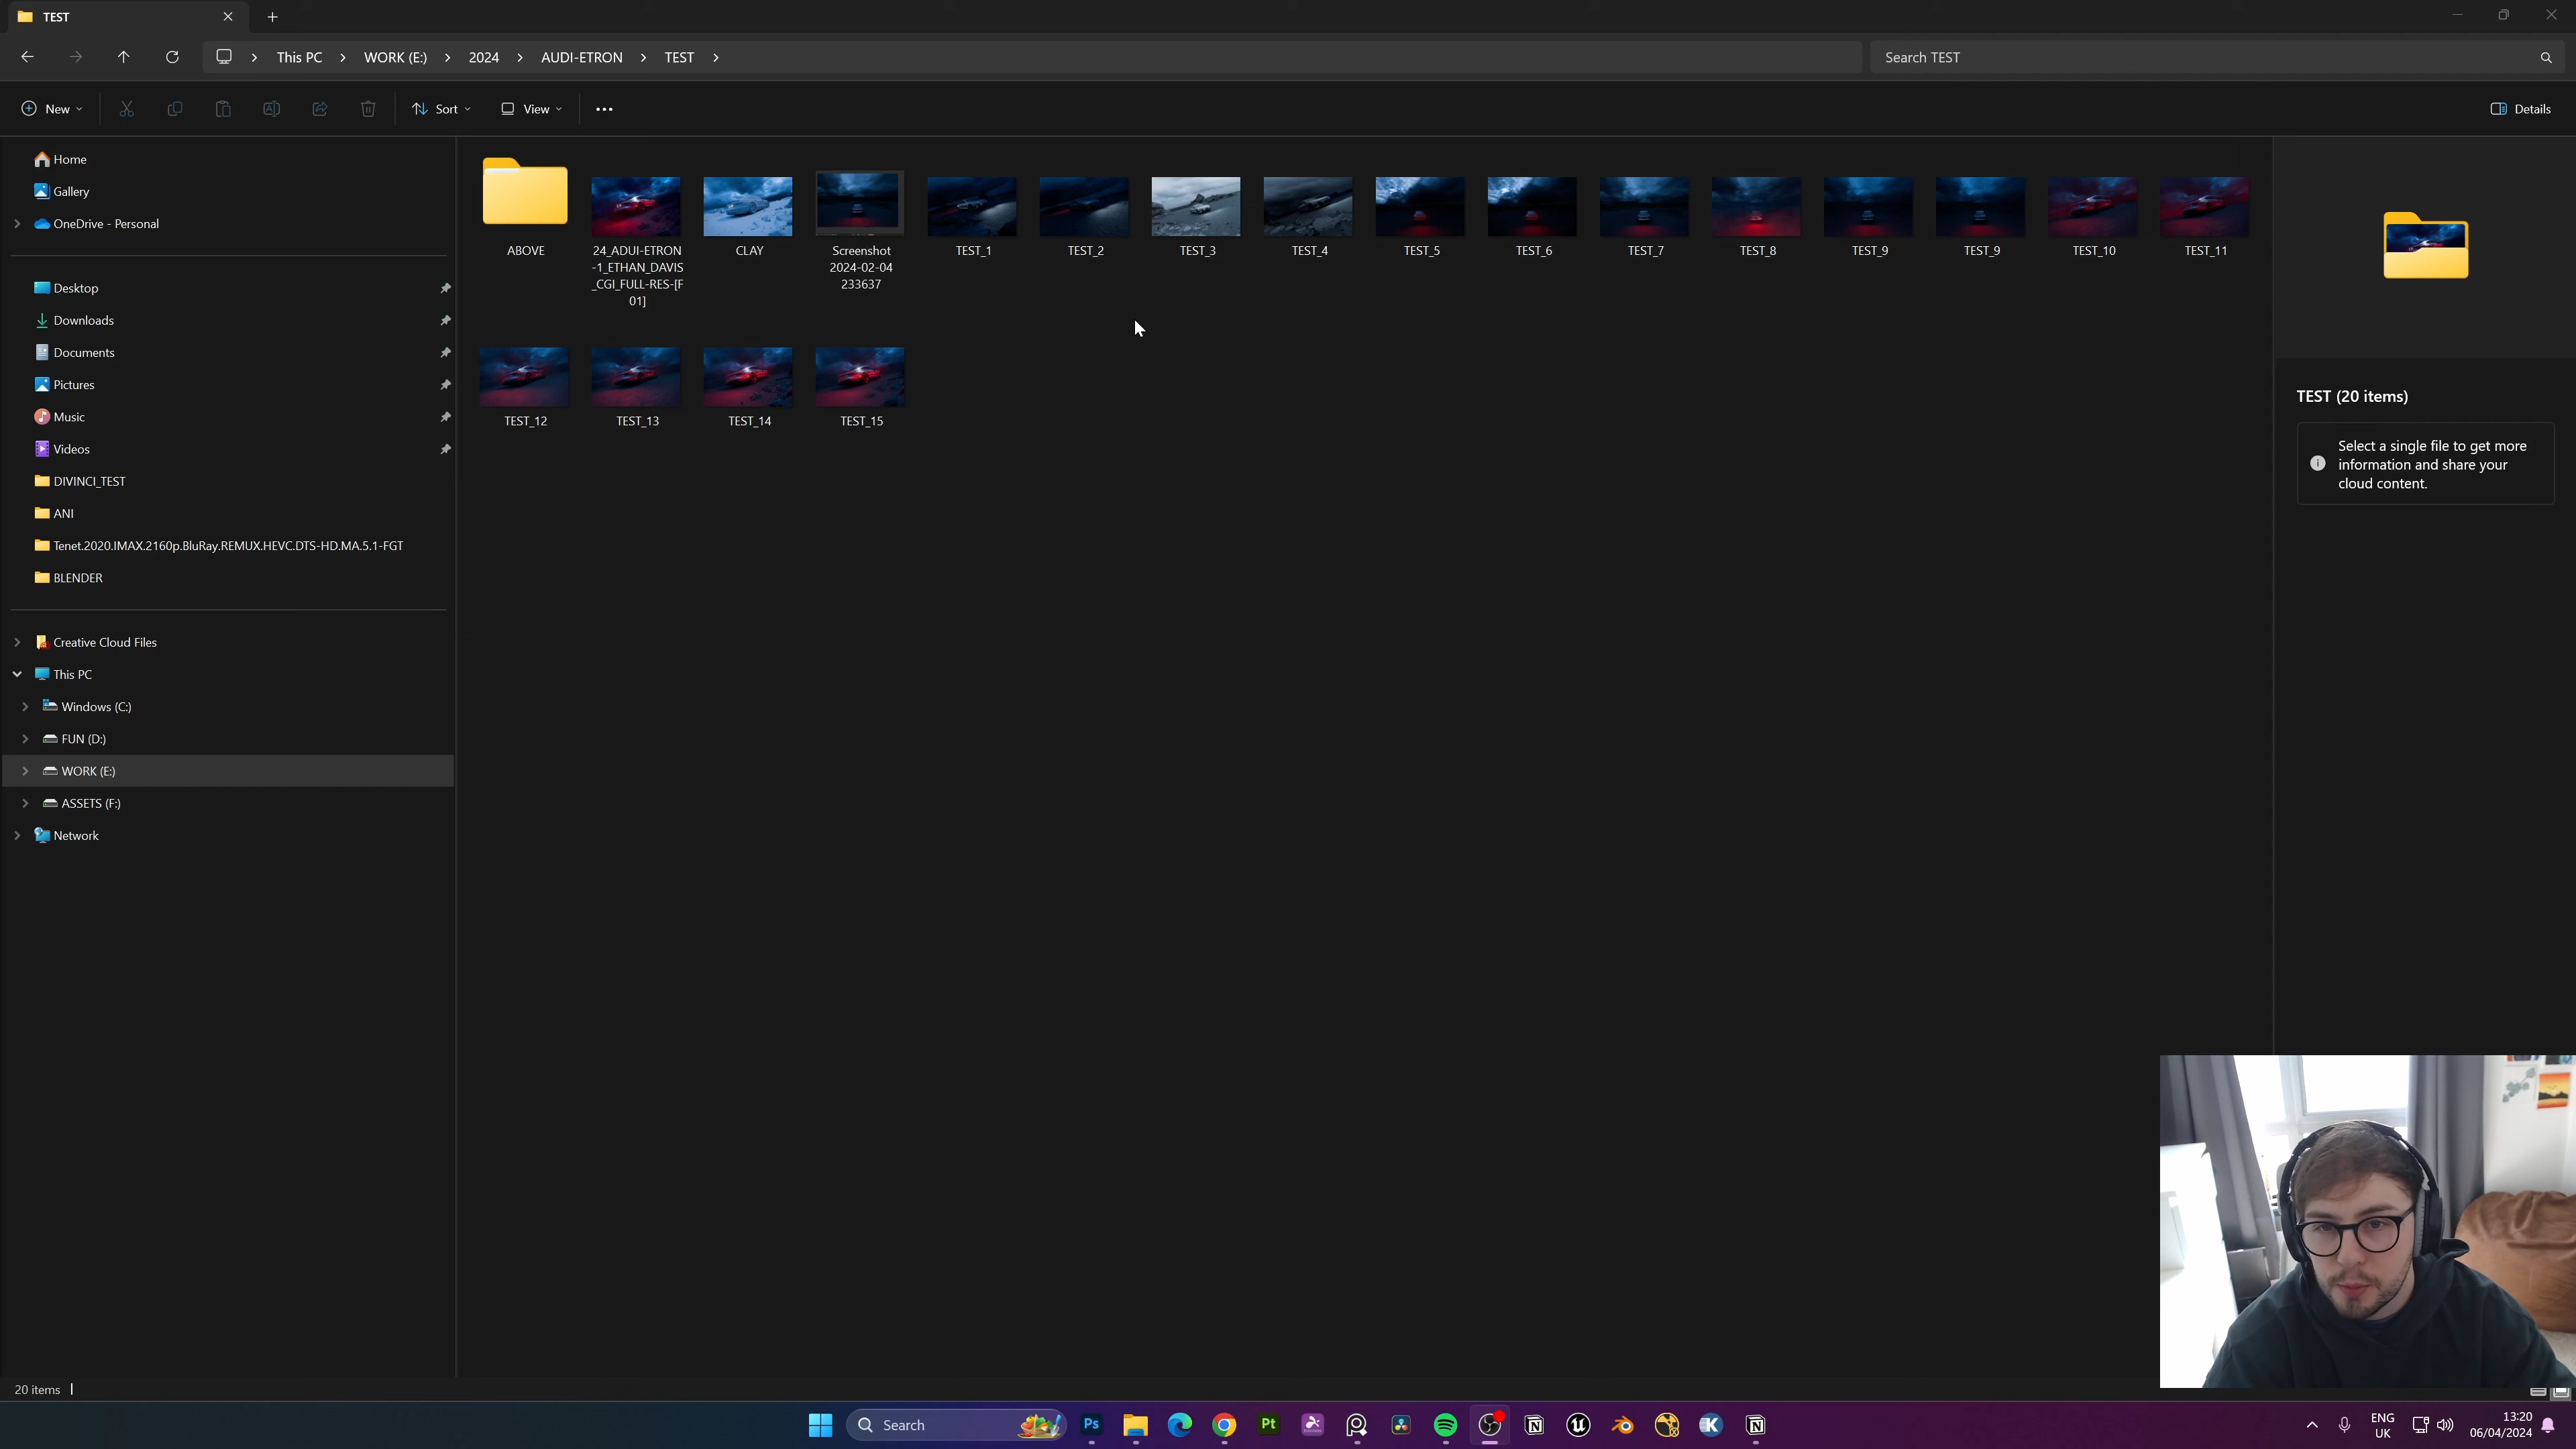 TEST
This PC
WORK (E:)
2024
AUDI-ETRON
TEST
Search TEST
New
Sort
View
Details
Home
Gallery
OneDrive - Personal
Desktop
Downloads
Documents
Pictures
Music
Videos
DIVINCI_TEST
ANI
Tenet.2020.IMAX.2160p.BluRay.REMUX.HEVC.DTS-HD.MA.5.1-FGT
BLENDER
Creative Cloud Files
This PC
Windows (C:)
FUN (D:)
WORK (E:)
ASSETS (F:)
Network
ABOVE
24_ADUI-ETRON
-1_ETHAN_DAVIS
_CGI_FULL-RES-[F
01]
CLAY
Screenshot
2024-02-04
233637
TEST_1
TEST_2
TEST_3
TEST_4
TEST_5
TEST_6
TEST_7
TEST_8
TEST_9
TEST_9
TEST_10
TEST_11
TEST_12
TEST_13
TEST_14
TEST_15
TEST (20 items)
Select a single file to get more
information and share your
cloud content.
20 items
Search
Ps
Pt
ENG
UK
13:20
06/04/2024